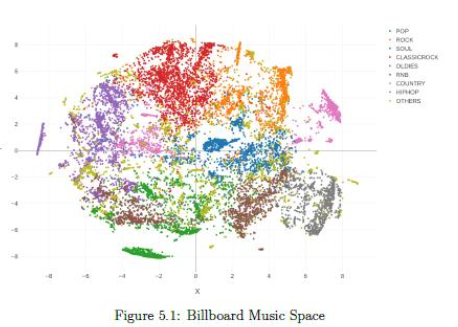 POP
ROCK
SOUL
CLASSICROCK
OLDIES
RNB
COUNTRY
HIPHOP
OTHERS
8
6
4
2
0
−2
−4
−6
−8
−8
−6
−4
−2
0
2
4
6
8
X
Figure 5.1: Billboard Music Space